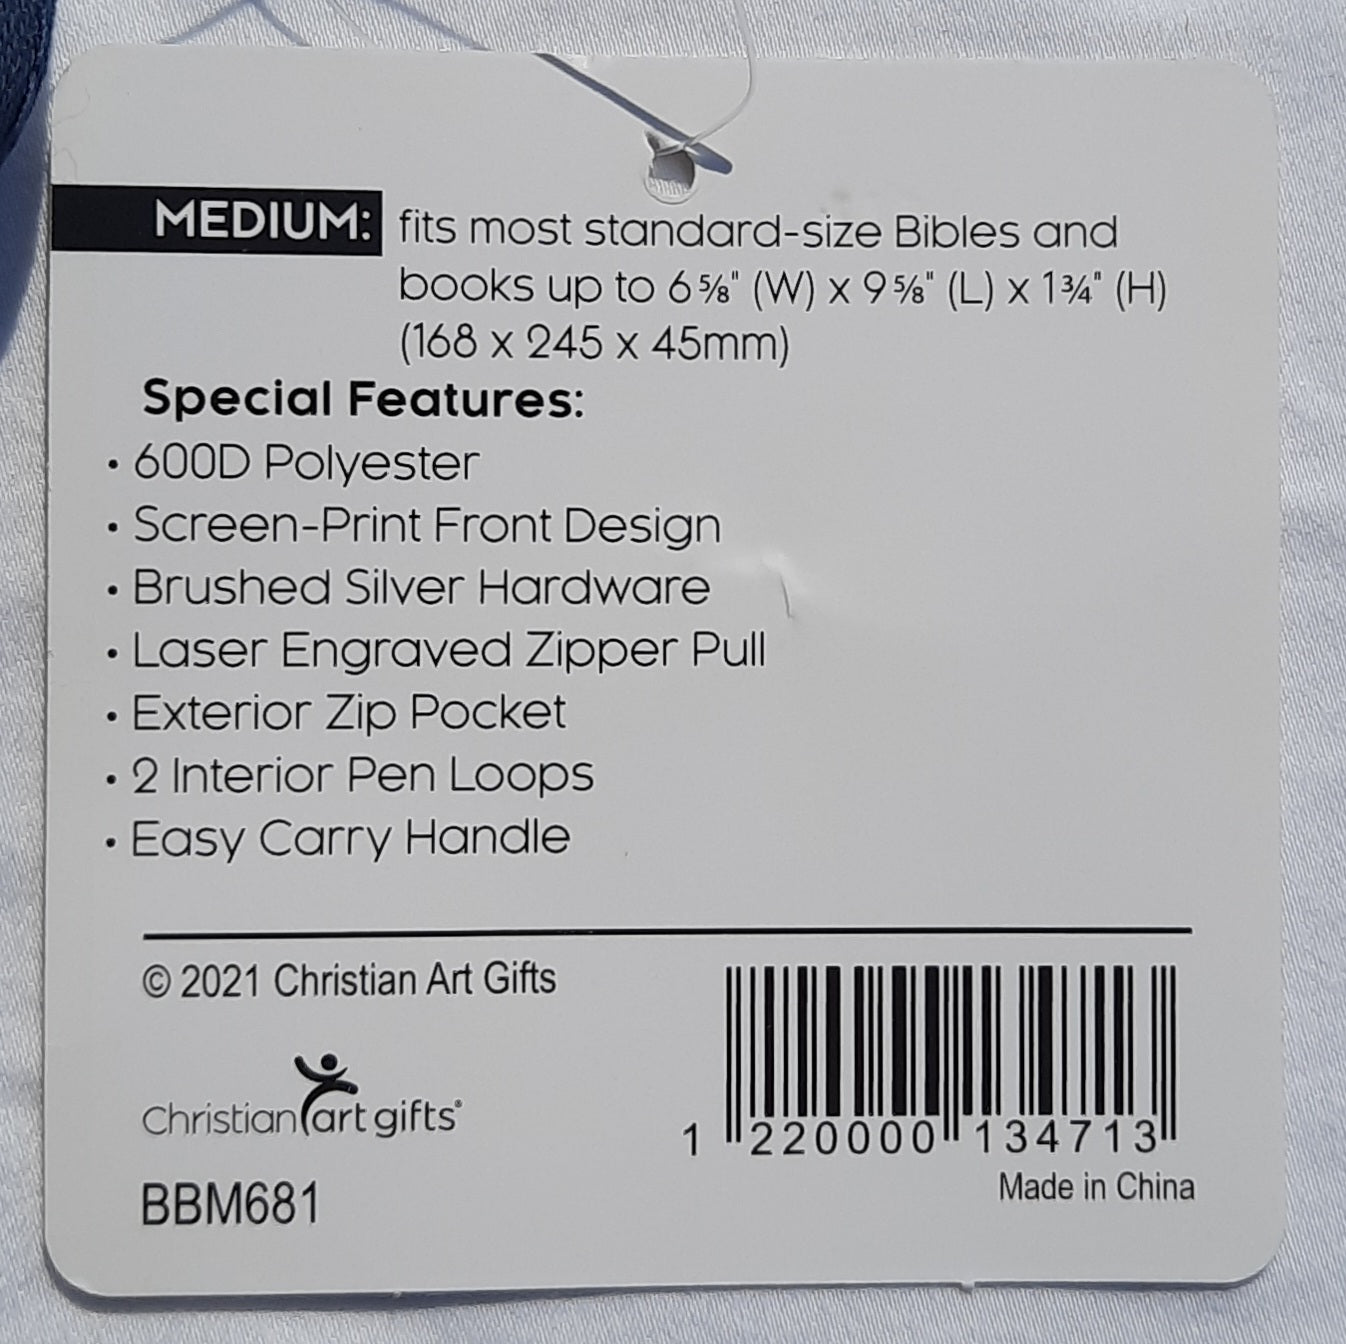 MEDIUM: fits most standard-size Bibles and
books up to 6⅝" (W) x 9⅝" (L) x 1¾" (H)
(168 x 245 x 45mm)
Special Features:
• 600D Polyester
• Screen-Print Front Design
• Brushed Silver Hardware
• Laser Engraved Zipper Pull
• Exterior Zip Pocket
• 2 Interior Pen Loops
• Easy Carry Handle
© 2021 Christian Art Gifts
Christian art gifts®
BBM681
1 220000 134713
Made in China